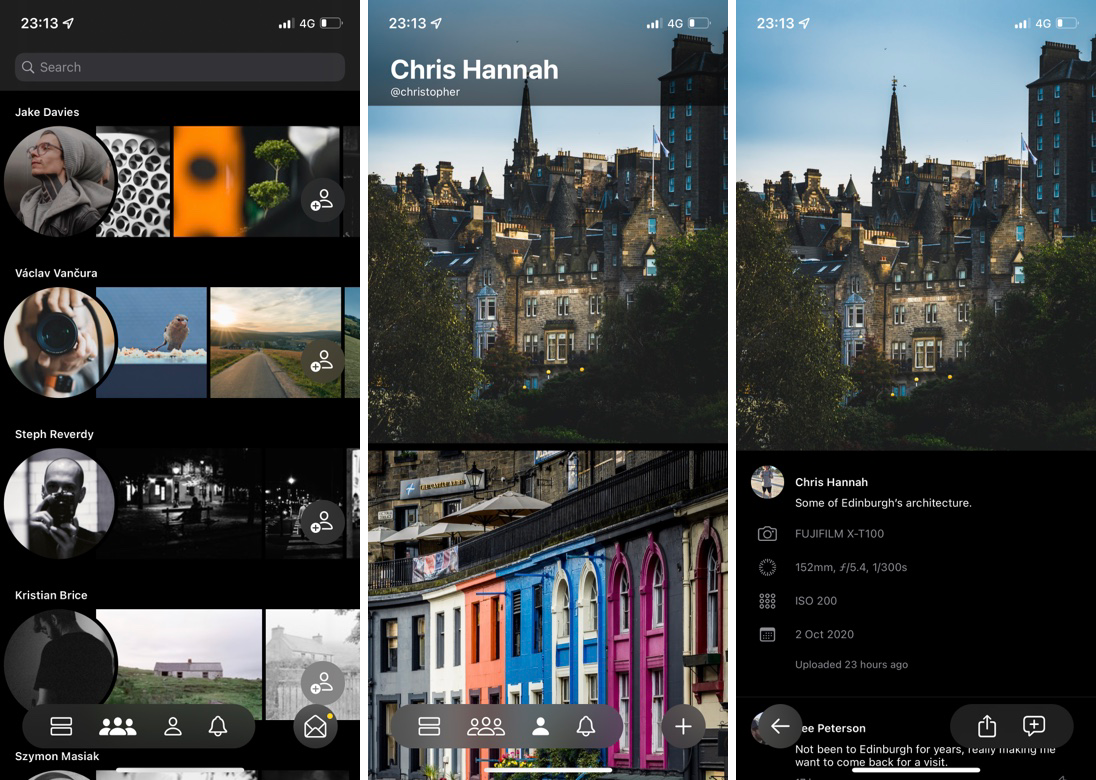 23:13
4G
Search
Jake Davies
Václav Vančura
Steph Reverdy
Kristian Brice
Szymon Masiak
23:13
4G
Chris Hannah
@christopher
23:13
4G
Chris Hannah
Some of Edinburgh's architecture.
FUJIFILM X-T100
152mm, ƒ/5.4, 1/300s
ISO 200
2 Oct 2020
Uploaded 23 hours ago
ee Peterson
Not been to Edinburgh for years, really making me
want to come back for a visit.